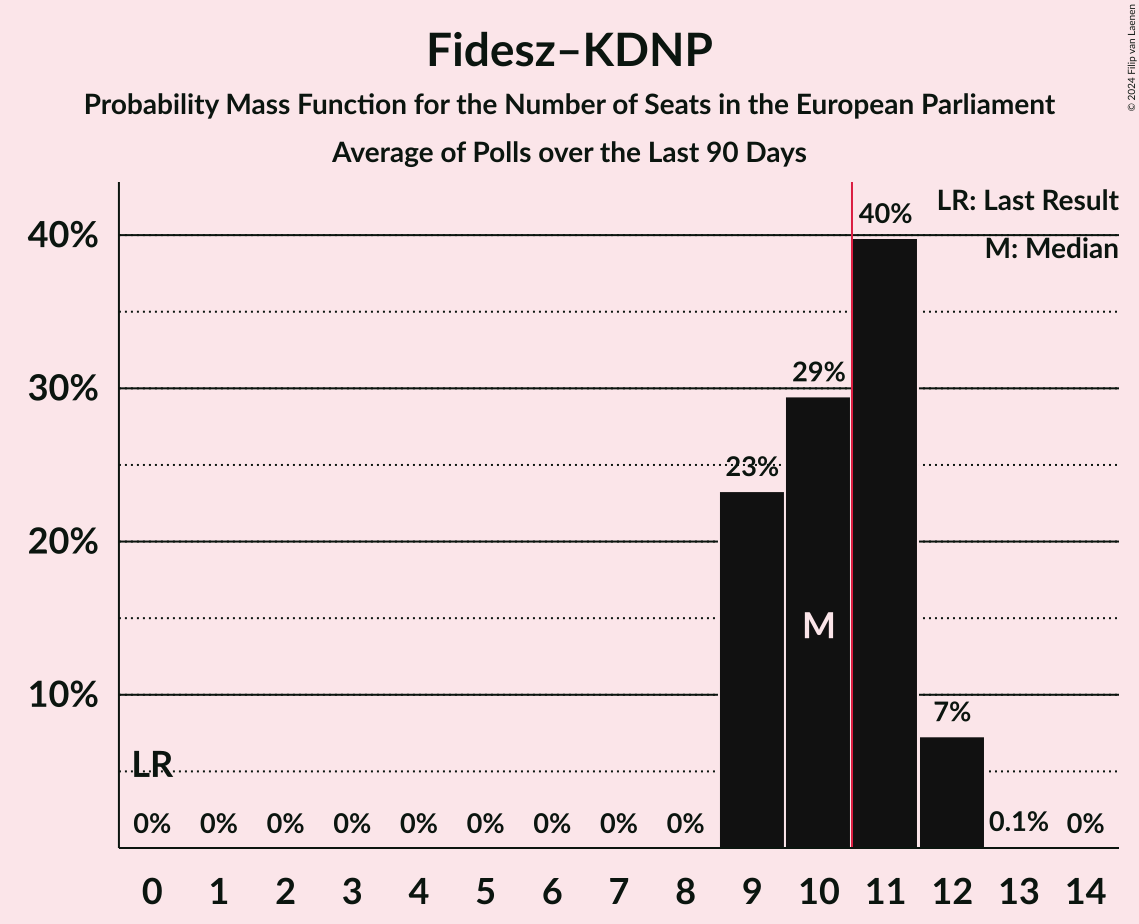 Fidesz–KDNP
Probability Mass Function for the Number of Seats in the European Parliament
Average of Polls over the Last 90 Days
© 2024 Filip van Laenen
LR: Last Result
M: Median
40%
30%
20%
10%
40%
29%
23%
M
7%
LR
0% 0% 0% 0% 0% 0% 0% 0% 0% 0.1% 0%
0 1 2 3 4 5 6 7 8 9 10 11 12 13 14